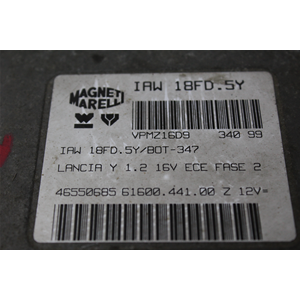 MAGNETI MARELLI
IAW 18FD.5Y
VPMZ16D9 340 99
IAW 18FD.5Y/BOT-347
LANCIA Y 1.2 16V ECE FASE 2
46550685 61600.441.00 Z 12V=